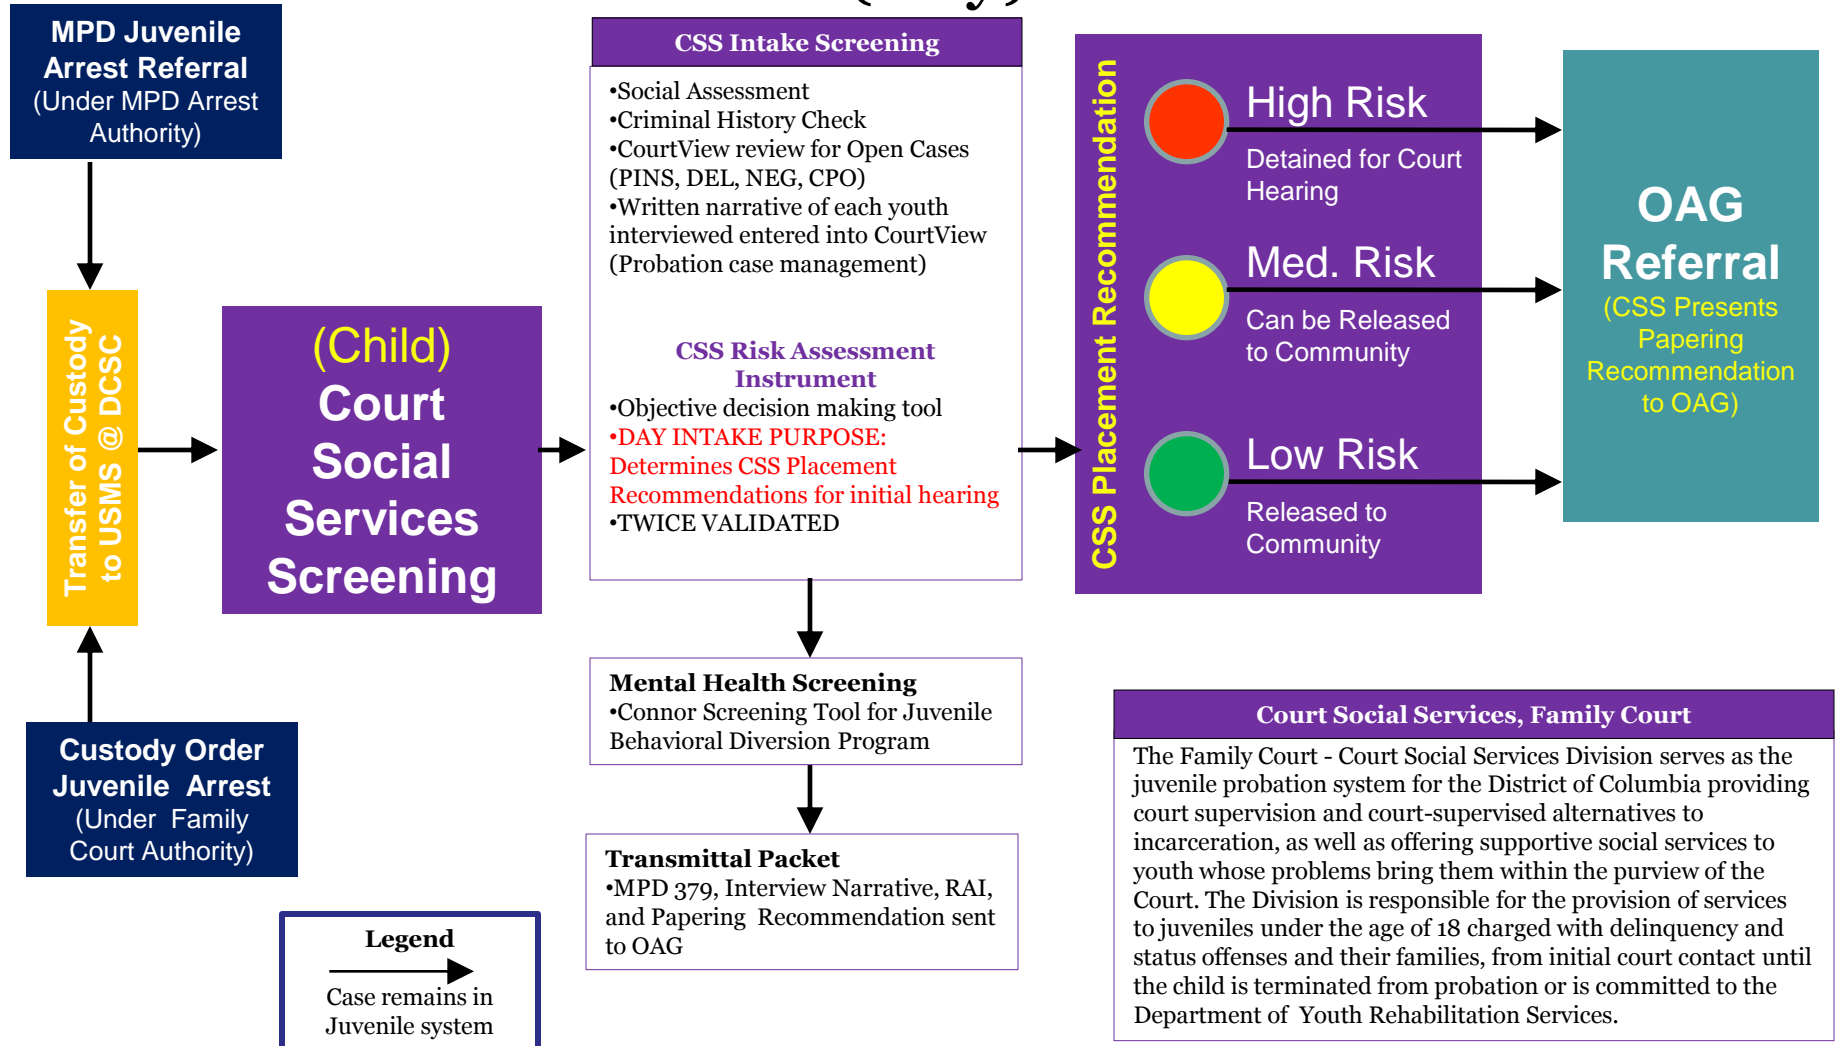 MPD Juvenile
Arrest Referral
(Under MPD Arrest
Authority)
Transfer of Custody
to USMS @ DCSC
Custody Order
Juvenile Arrest
(Under Family
Court Authority)
(Child)
Court
Social
Services
Screening
CSS Intake Screening
•Social Assessment
•Criminal History Check
•CourtView review for Open Cases
(PINS, DEL, NEG, CPO)
•Written narrative of each youth
interviewed entered into CourtView
(Probation case management)
CSS Risk Assessment
Instrument
•Objective decision making tool
•DAY INTAKE PURPOSE:
Determines CSS Placement
Recommendations for initial hearing
•TWICE VALIDATED
Mental Health Screening
•Connor Screening Tool for Juvenile
Behavioral Diversion Program
Transmittal Packet
•MPD 379, Interview Narrative, RAI,
and Papering Recommendation sent
to OAG
CSS Placement Recommendation
High Risk
Detained for Court
Hearing
Med. Risk
Can be Released
to Community
Low Risk
Released to
Community
OAG
Referral
(CSS Presents
Papering
Recommendation
to OAG)
Legend
Case remains in
Juvenile system
Court Social Services, Family Court
The Family Court - Court Social Services Division serves as the
juvenile probation system for the District of Columbia providing
court supervision and court-supervised alternatives to
incarceration, as well as offering supportive social services to
youth whose problems bring them within the purview of the
Court. The Division is responsible for the provision of services
to juveniles under the age of 18 charged with delinquency and
status offenses and their families, from initial court contact until
the child is terminated from probation or is committed to the
Department of Youth Rehabilitation Services.